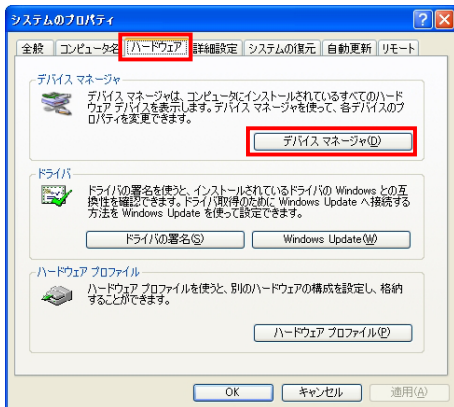 システムのプロパティ
全般 コンピュータ名 ハードウェア 詳細設定 システムの復元 自動更新 リモート
デバイス マネージャ
デバイス マネージャは、コンピュータにインストールされているすべてのハード
ウェア デバイスを表示します。デバイス マネージャを使って、各デバイスのプ
ロパティを変更できます。
デバイス マネージャ(D)
ドライバ
ドライバの署名を使うと、インストールされているドライバの Windows との互
換性を確認できます。ドライバ取得のために Windows Update へ接続する
方法を Windows Update を使って設定できます。
ドライバの署名(S) Windows Update(W)
ハードウェア プロファイル
ハードウェア プロファイルを使うと、別のハードウェアの構成を設定し、格納
することができます。
ハードウェア プロファイル(P)
OK キャンセル 適用(A)